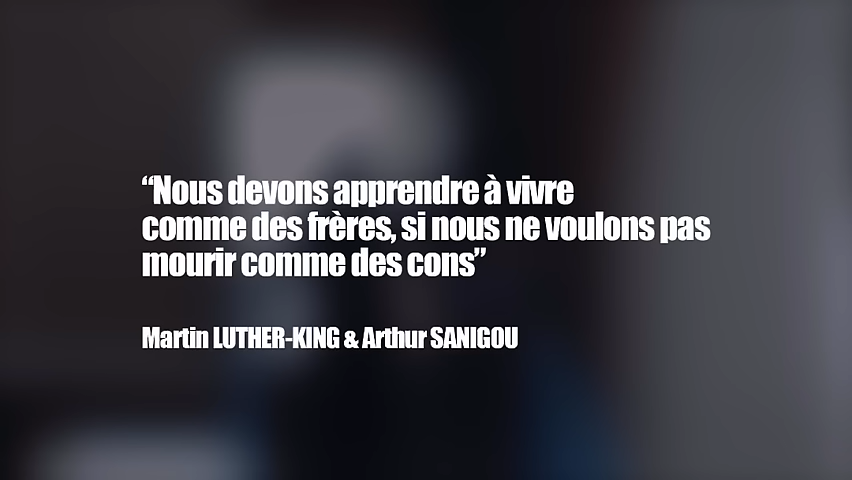 “Nous devons apprendre à vivre
comme des frères, si nous ne voulons pas
mourir comme des cons”
Martin LUTHER-KING & Arthur SANIGOU